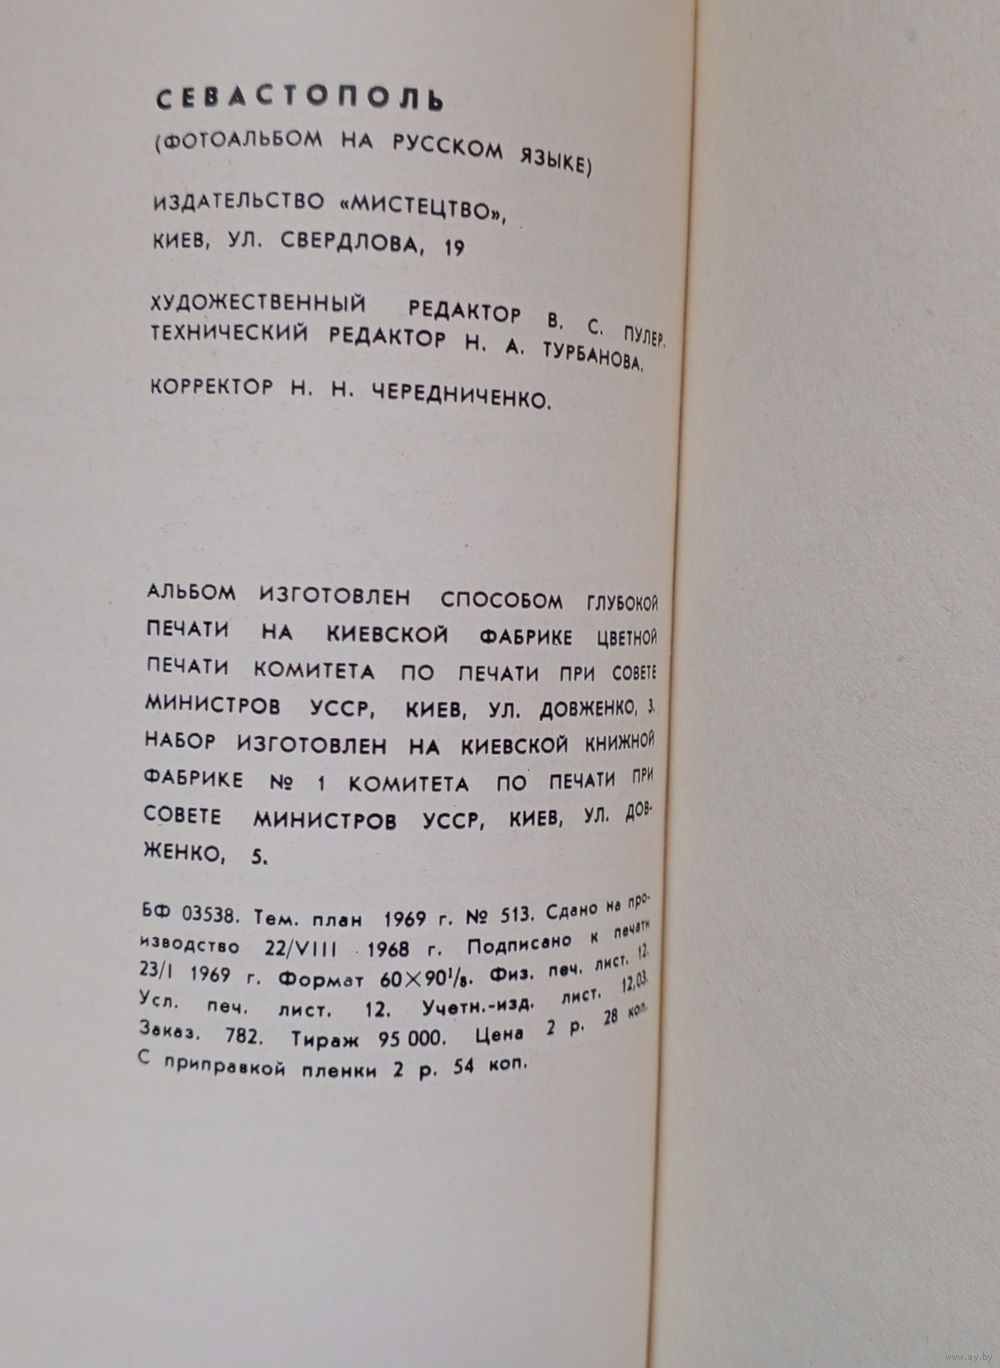 СЕВАСТОПОЛЬ
(ФОТОАЛЬБОМ НА РУССКОМ ЯЗЫКЕ)
ИЗДАТЕЛЬСТВО «МИСТЕЦТВО»,
КИЕВ, УЛ. СВЕРДЛОВА, 19
ХУДОЖЕСТВЕННЫЙ РЕДАКТОР В. С. ПУЛЕР.
ТЕХНИЧЕСКИЙ РЕДАКТОР Н. А. ТУРБАНОВА.
КОРРЕКТОР Н. Н. ЧЕРЕДНИЧЕНКО.
АЛЬБОМ ИЗГОТОВЛЕН СПОСОБОМ ГЛУБОКОЙ
ПЕЧАТИ НА КИЕВСКОЙ ФАБРИКЕ ЦВЕТНОЙ
ПЕЧАТИ КОМИТЕТА ПО ПЕЧАТИ ПРИ СОВЕТЕ
МИНИСТРОВ УССР, КИЕВ, УЛ. ДОВЖЕНКО, 3.
НАБОР ИЗГОТОВЛЕН НА КИЕВСКОЙ КНИЖНОЙ
ФАБРИКЕ № 1 КОМИТЕТА ПО ПЕЧАТИ ПРИ
СОВЕТЕ МИНИСТРОВ УССР, КИЕВ, УЛ. ДОВ-
ЖЕНКО, 5.
БФ 03538. Тем. план 1969 г. № 513. Сдано на про-
изводство 22/VIII 1968 г. Подписано к печати
23/I 1969 г. Формат 60×90¹/₈. Физ. печ. лист. 12.
Усл. печ. лист. 12. Учетн.-изд. лист. 12,03.
Заказ. 782. Тираж 95 000. Цена 2 р. 28 коп.
С припрaвкой пленки 2 р. 54 коп.
www.ay.by